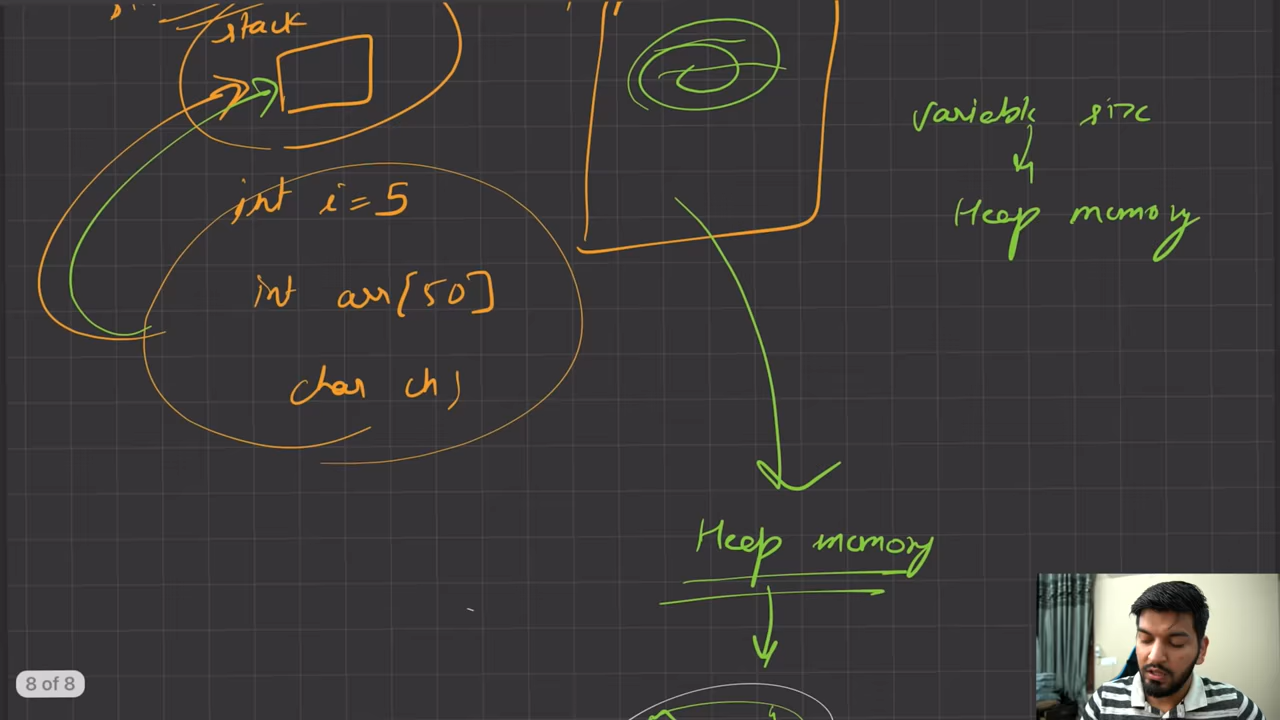 stack
variable size
int i = 5
Heap memory
int arr[50]
char ch;
Heap memory
8 of 8